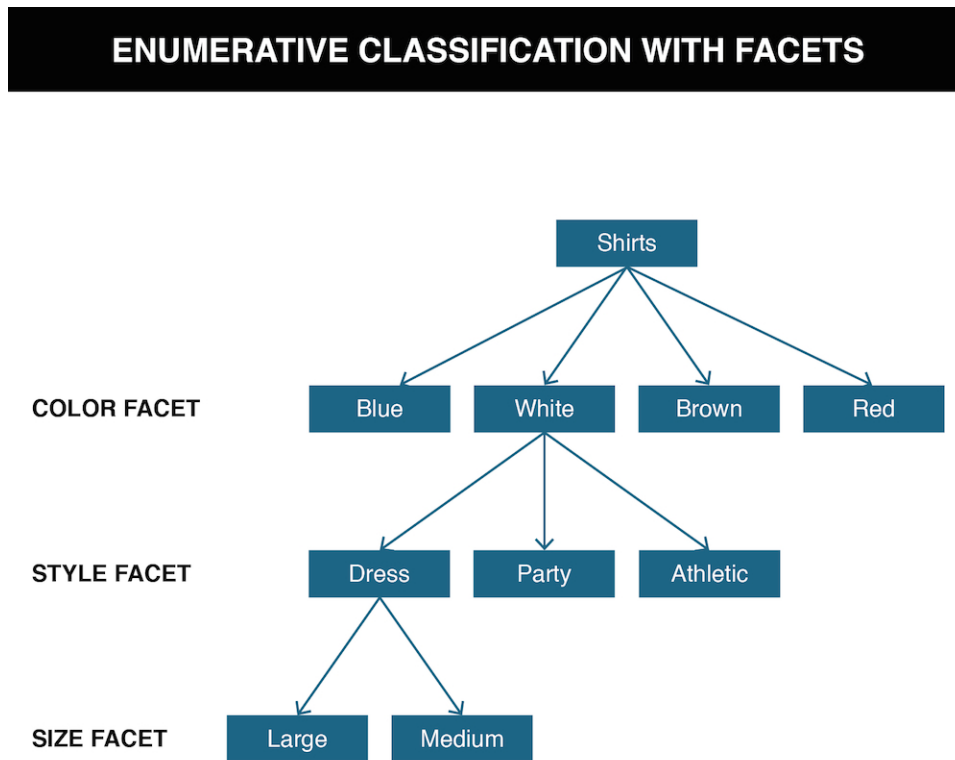 ENUMERATIVE CLASSIFICATION WITH FACETS
Shirts
COLOR FACET
Blue
White
Brown
Red
STYLE FACET
Dress
Party
Athletic
SIZE FACET
Large
Medium